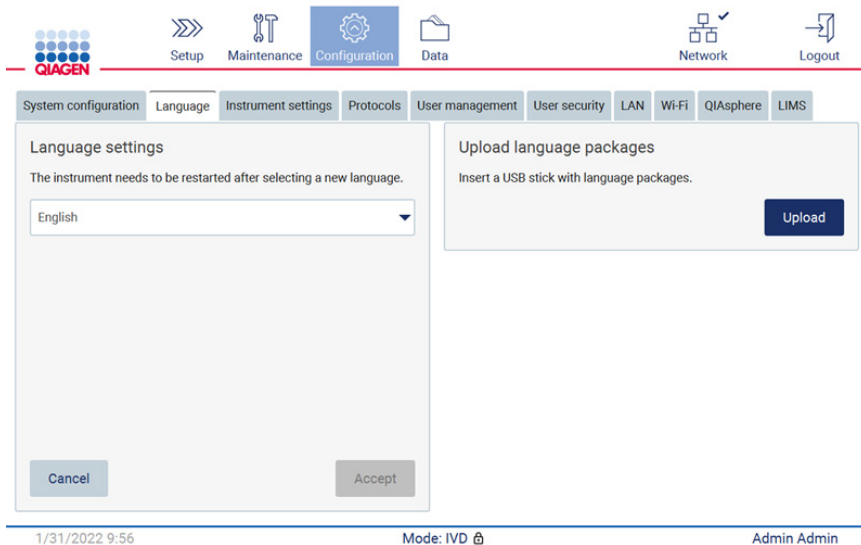 QIAGEN
Setup
Maintenance
Configuration
Data
Network
Logout
System configuration
Language
Instrument settings
Protocols
User management
User security
LAN
Wi-Fi
QIAsphere
LIMS
Language settings
The instrument needs to be restarted after selecting a new language.
English
Cancel
Accept
Upload language packages
Insert a USB stick with language packages.
Upload
1/31/2022 9:56
Mode: IVD
Admin Admin